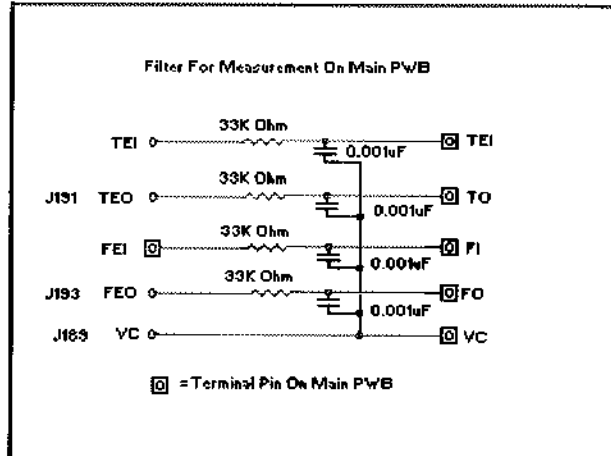 Filter For Measurement On Main PWB
33K Ohm
TEI TEI
0.001uF
33K Ohm
J191 TEO TO
0.001uF
33K Ohm
FEI FI
0.001uF
33K Ohm
J193 FEO FO
0.001uF
J189 VC VC
=Terminal Pin On Main PWB